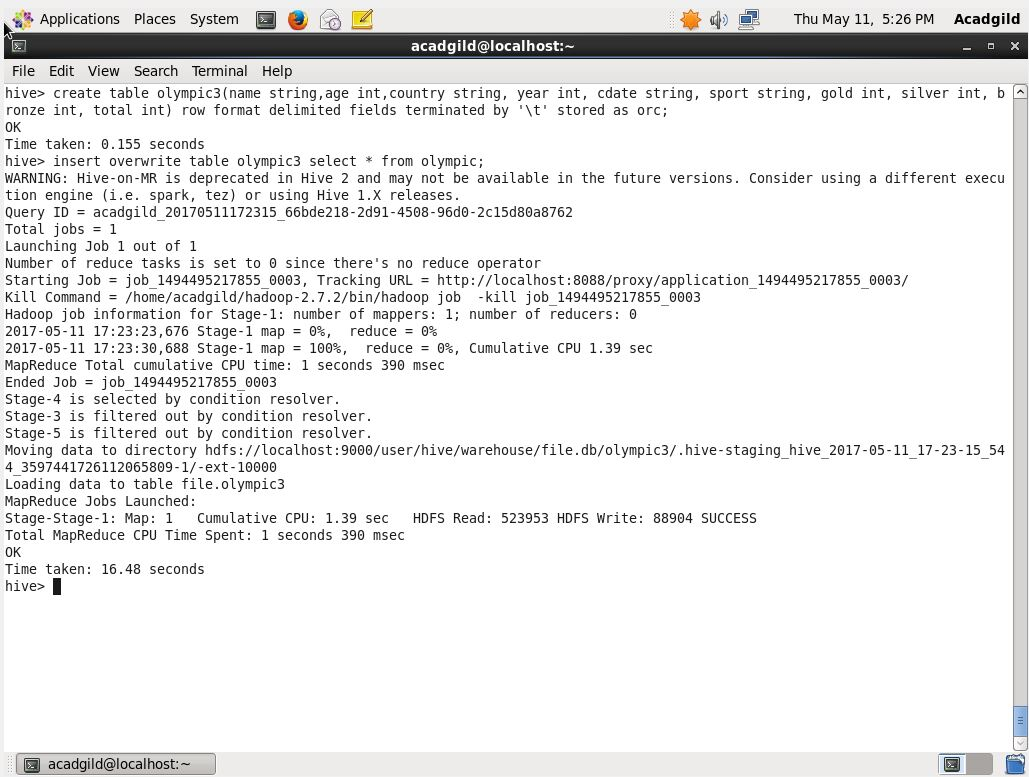 Applications Places System Thu May 11, 5:26 PM Acadgild
acadgild@localhost:~
File Edit View Search Terminal Help
hive> create table olympic3(name string,age int,country string, year int, cdate string, sport string, gold int, silver int, b
ronze int, total int) row format delimited fields terminated by '\t' stored as orc;
OK
Time taken: 0.155 seconds
hive> insert overwrite table olympic3 select * from olympic;
WARNING: Hive-on-MR is deprecated in Hive 2 and may not be available in the future versions. Consider using a different execu
tion engine (i.e. spark, tez) or using Hive 1.X releases.
Query ID = acadgild_20170511172315_66bde218-2d91-4508-96d0-2c15d80a8762
Total jobs = 1
Launching Job 1 out of 1
Number of reduce tasks is set to 0 since there's no reduce operator
Starting Job = job_1494495217855_0003, Tracking URL = http://localhost:8088/proxy/application_1494495217855_0003/
Kill Command = /home/acadgild/hadoop-2.7.2/bin/hadoop job  -kill job_1494495217855_0003
Hadoop job information for Stage-1: number of mappers: 1; number of reducers: 0
2017-05-11 17:23:23,676 Stage-1 map = 0%,  reduce = 0%
2017-05-11 17:23:30,688 Stage-1 map = 100%,  reduce = 0%, Cumulative CPU 1.39 sec
MapReduce Total cumulative CPU time: 1 seconds 390 msec
Ended Job = job_1494495217855_0003
Stage-4 is selected by condition resolver.
Stage-3 is filtered out by condition resolver.
Stage-5 is filtered out by condition resolver.
Moving data to directory hdfs://localhost:9000/user/hive/warehouse/file.db/olympic3/.hive-staging_hive_2017-05-11_17-23-15_54
4_3597441726112065809-1/-ext-10000
Loading data to table file.olympic3
MapReduce Jobs Launched:
Stage-Stage-1: Map: 1   Cumulative CPU: 1.39 sec   HDFS Read: 523953 HDFS Write: 88904 SUCCESS
Total MapReduce CPU Time Spent: 1 seconds 390 msec
OK
Time taken: 16.48 seconds
hive>
acadgild@localhost:~